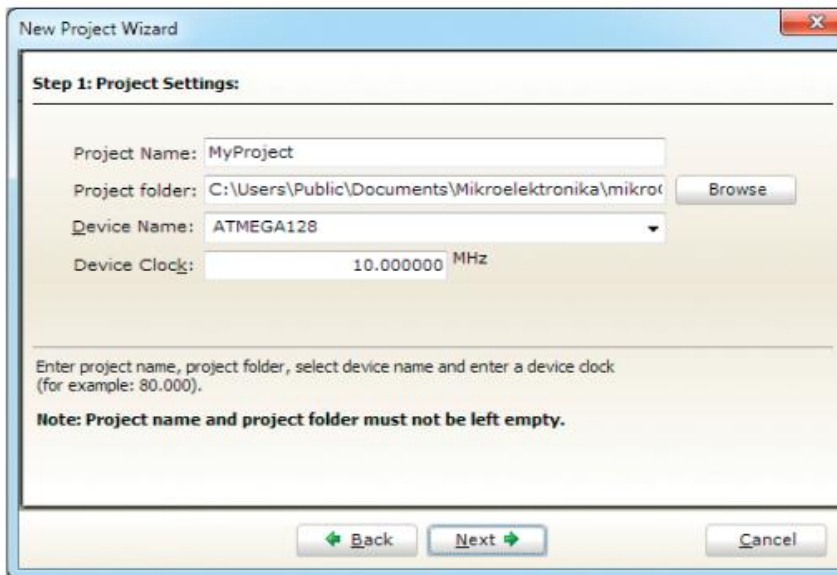 New Project Wizard
Step 1: Project Settings:
Project Name: MyProject
Project folder: C:\Users\Public\Documents\Mikroelektronika\mikro Browse
Device Name: ATMEGA128
Device Clock: 10.000000 MHz
Enter project name, project folder, select device name and enter a device clock
(for example: 80.000).
Note: Project name and project folder must not be left empty.
Back Next Cancel